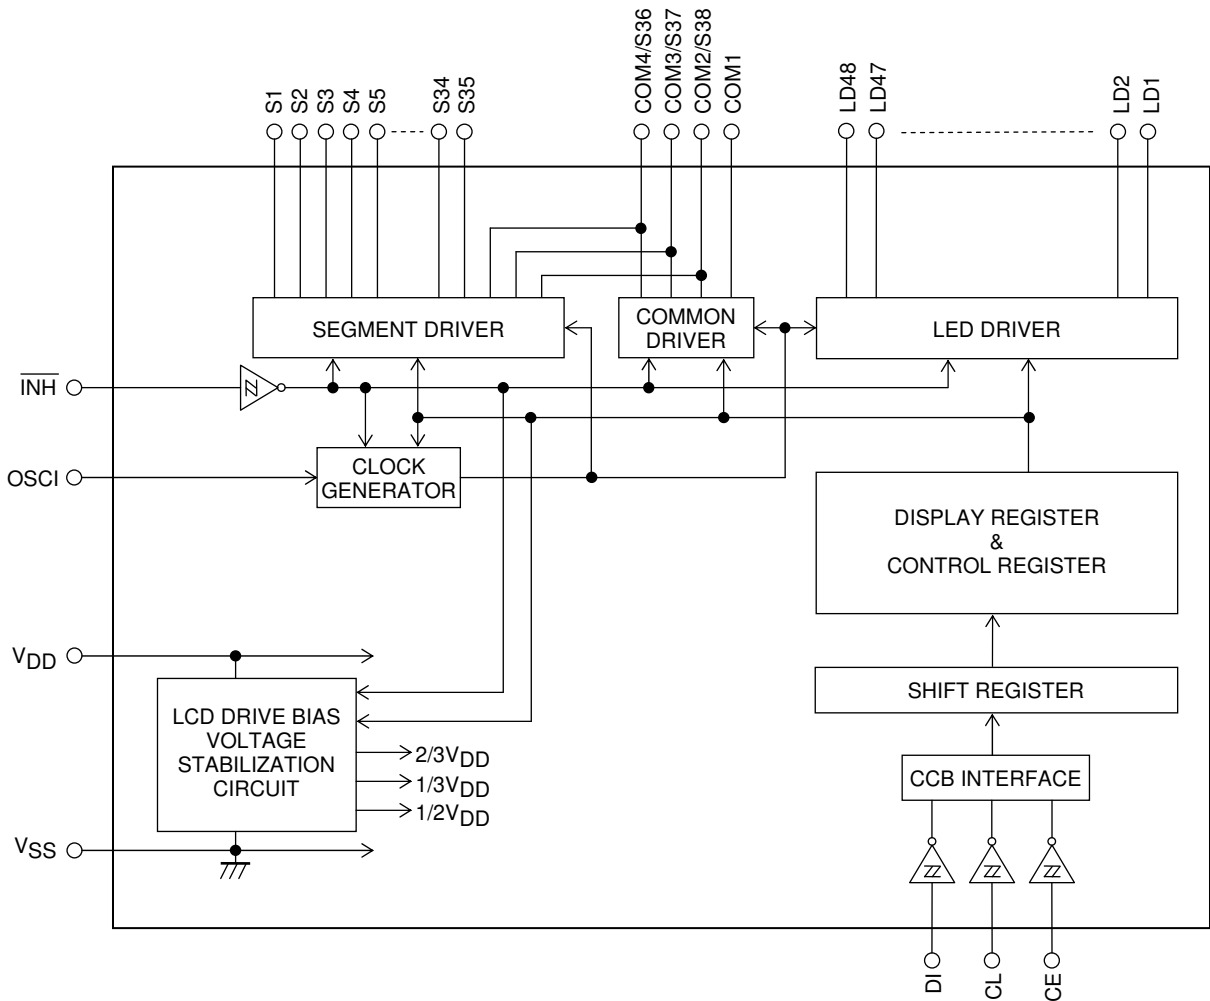 S1
S2
S3
S4
S5
S34
S35
COM4/S36
COM3/S37
COM2/S38
COM1
LD48
LD47
LD2
LD1
SEGMENT DRIVER
COMMON
DRIVER
LED DRIVER
INH
OSCI
CLOCK
GENERATOR
DISPLAY REGISTER
&
CONTROL REGISTER
VDD
SHIFT REGISTER
LCD DRIVE BIAS
VOLTAGE
STABILIZATION
CIRCUIT
2/3VDD
1/3VDD
1/2VDD
CCB INTERFACE
VSS
DI
CL
CE